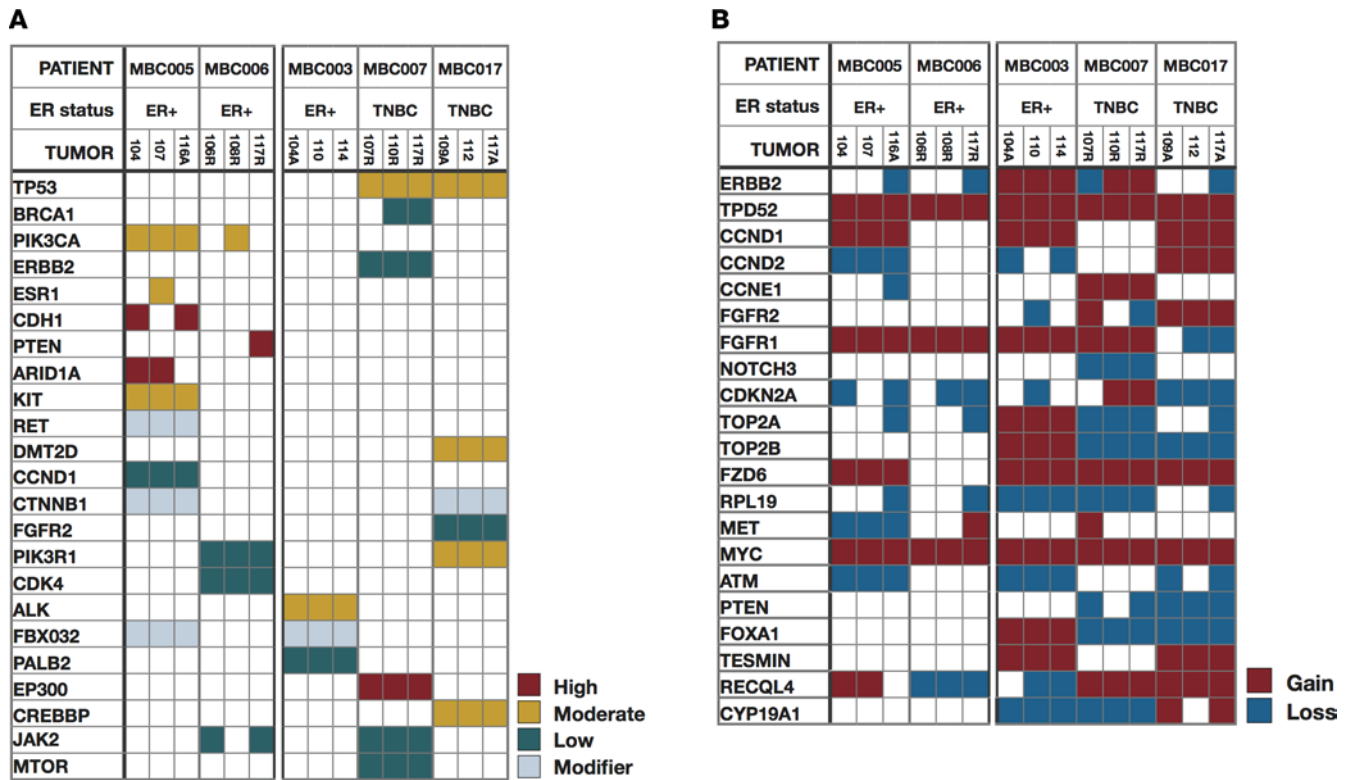 A
PATIENT MBC005 MBC006 MBC003 MBC007 MBC017
ER status ER+ ER+ ER+ TNBC TNBC
TUMOR 104 107 116A 106R 108R 117R 104A 110 114 107R 110R 117R 109A 112 117A
TP53
BRCA1
PIK3CA
ERBB2
ESR1
CDH1
PTEN
ARID1A
KIT
RET
DMT2D
CCND1
CTNNB1
FGFR2
PIK3R1
CDK4
ALK
FBX032
PALB2
EP300
CREBBP
JAK2
MTOR
High
Moderate
Low
Modifier
B
PATIENT MBC005 MBC006 MBC003 MBC007 MBC017
ER status ER+ ER+ ER+ TNBC TNBC
TUMOR 104 107 116A 106R 108R 117R 104A 110 114 107R 110R 117R 109A 112 117A
ERBB2
TPD52
CCND1
CCND2
CCNE1
FGFR2
FGFR1
NOTCH3
CDKN2A
TOP2A
TOP2B
FZD6
RPL19
MET
MYC
ATM
PTEN
FOXA1
TESMIN
RECQL4
CYP19A1
Gain
Loss